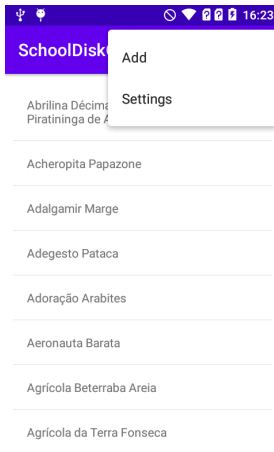 16:23
SchoolDisk
Add
Settings
Abrilina Décima
Piratininga de A
Acheropita Papazone
Adalgamir Marge
Adegesto Pataca
Adoração Arabites
Aeronauta Barata
Agrícola Beterraba Areia
Agrícola da Terra Fonseca